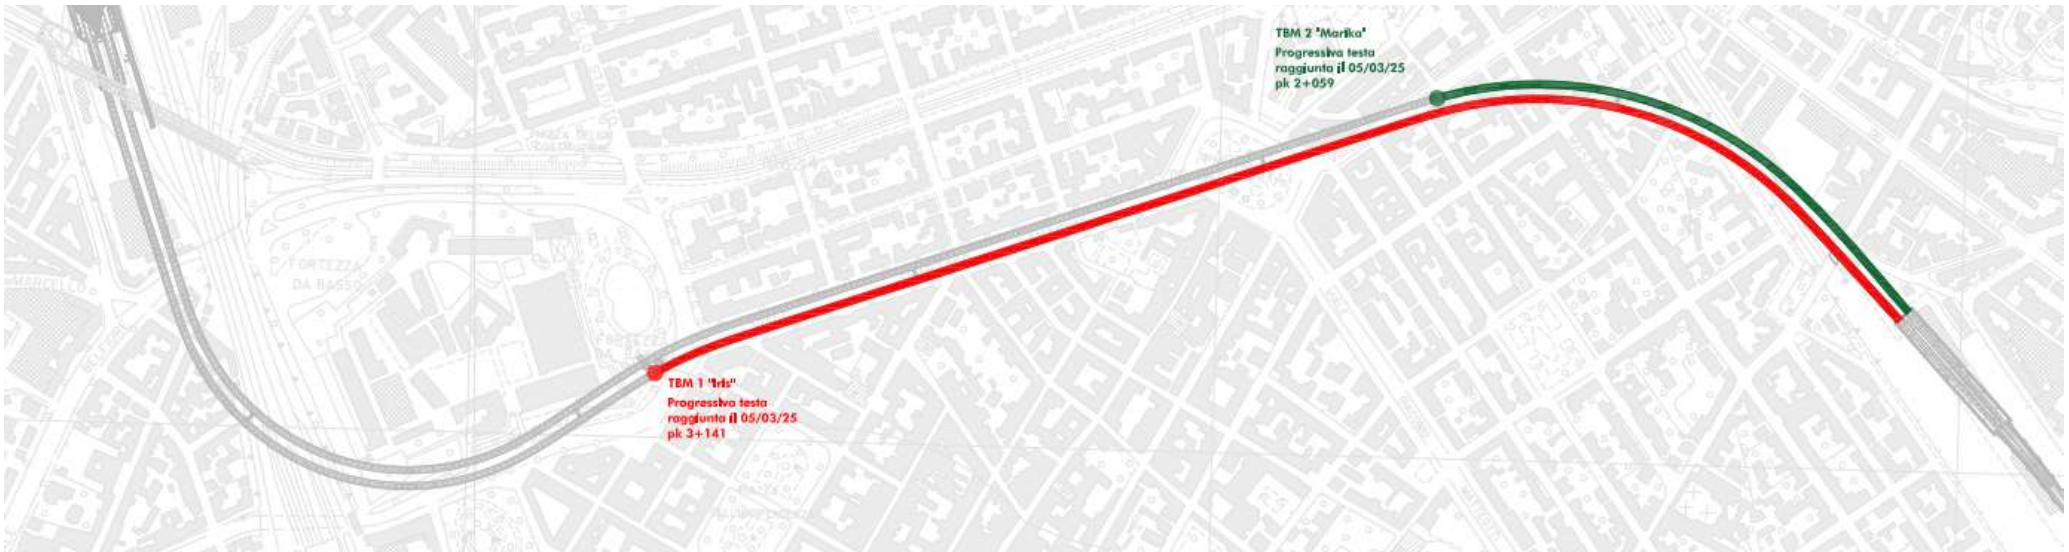 TBM 2 "Marika"
Progressiva testa
raggiunta il 05/03/25
pk 2+059
FORTEZZA
DA BASSO
TBM 1 "Iris"
Progressiva testa
raggiunta il 05/03/25
pk 3+141